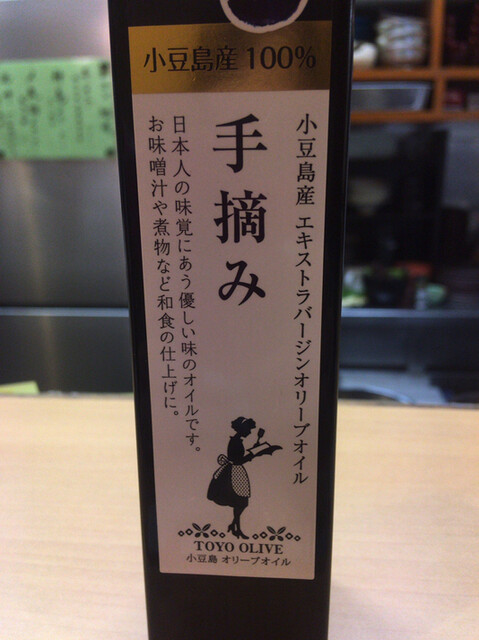 小豆島産 100%
小豆島産 エキストラバージンオリーブオイル
手摘み
日本人の味覚にあう優しい味のオイルです。
お味噌汁や煮物など和食の仕上げに。
TOYO OLIVE
小豆島 オリーブオイル